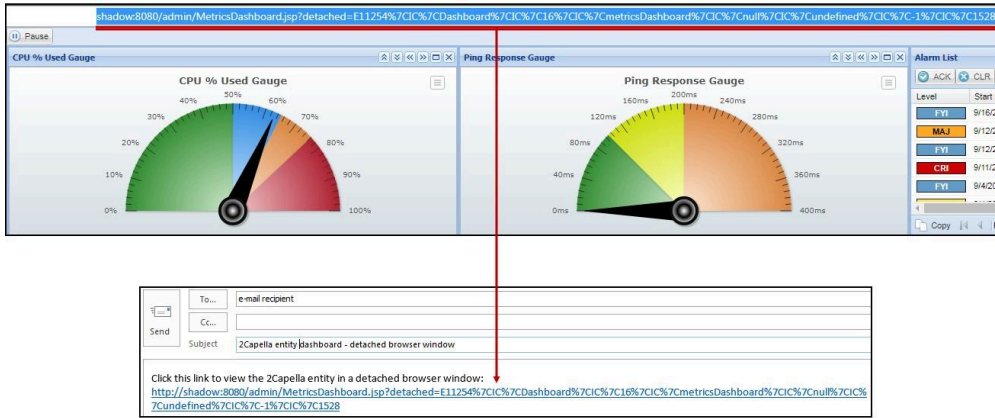 shadow:8080/admin/MetricsDashboard.jsp?detached=E11254%7CIC%7CDashboard%7CIC%7C16%7CIC%7CmetricsDashboard%7CIC%7Cnull%7CIC%7Cundefined%7CIC%7C-1%7CIC%7C1528
Pause
CPU % Used Gauge
Ping Response Gauge
Alarm List
CPU % Used Gauge
0%
10%
20%
30%
40%
50%
60%
70%
80%
90%
100%
Ping Response Gauge
0ms
40ms
80ms
120ms
160ms
200ms
240ms
280ms
320ms
360ms
400ms
ACK CLR
Level Start
FYI 9/16/2
MAJ 9/12/2
FYI 9/12/2
CRI 9/11/2
FYI 9/4/20
Copy
Send
To... e-mail recipient
Cc...
Subject 2Capella entity dashboard - detached browser window
Click this link to view the 2Capella entity in a detached browser window:
http://shadow:8080/admin/MetricsDashboard.jsp?detached=E11254%7CIC%7CDashboard%7CIC%7C16%7CIC%7CmetricsDashboard%7CIC%7Cnull%7CIC%
7Cundefined%7CIC%7C-1%7CIC%7C1528